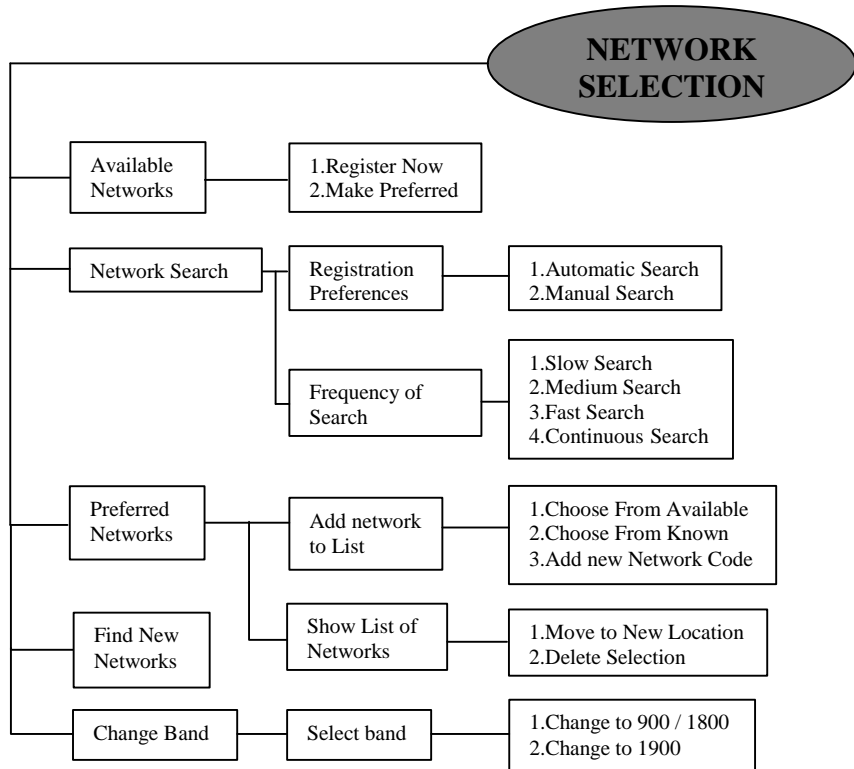 NETWORK
SELECTION
Available
Networks
1.Register Now
2.Make Preferred
Network Search
Registration
Preferences
1.Automatic Search
2.Manual Search
Frequency of
Search
1.Slow Search
2.Medium Search
3.Fast Search
4.Continuous Search
Preferred
Networks
Add network
to List
1.Choose From Available
2.Choose From Known
3.Add new Network Code
Show List of
Networks
1.Move to New Location
2.Delete Selection
Find New
Networks
Change Band
Select band
1.Change to 900 / 1800
2.Change to 1900